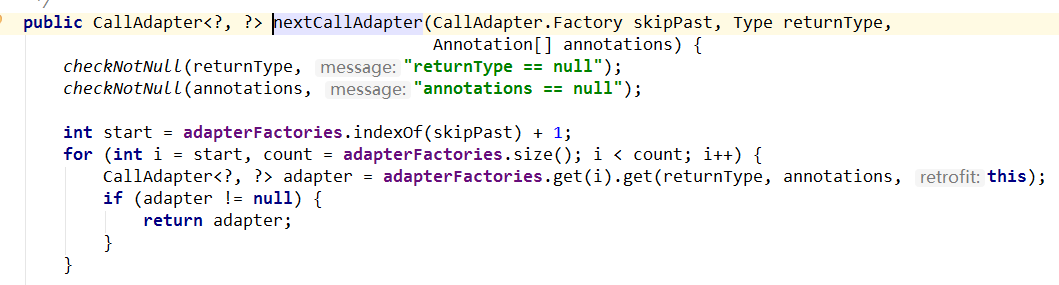 */
public CallAdapter<?, ?> nextCallAdapter(CallAdapter.Factory skipPast, Type returnType,
Annotation[] annotations) {
checkNotNull(returnType, message: "returnType == null");
checkNotNull(annotations, message: "annotations == null");
int start = adapterFactories.indexOf(skipPast) + 1;
for (int i = start, count = adapterFactories.size(); i < count; i++) {
CallAdapter<?, ?> adapter = adapterFactories.get(i).get(returnType, annotations, retrofit: this);
if (adapter != null) {
return adapter;
}
}